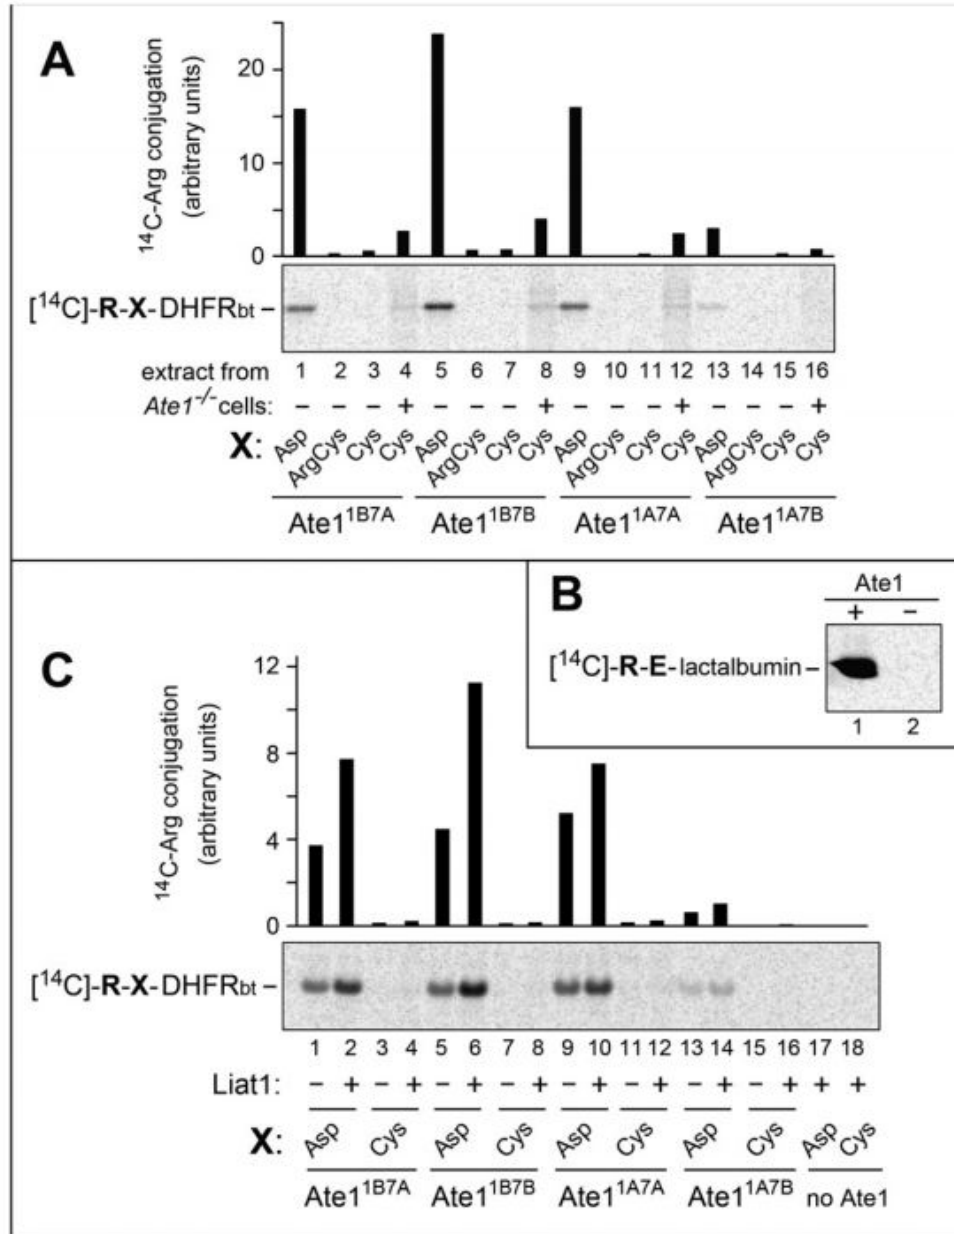 A
20
10
0
¹⁴C-Arg conjugation
(arbitrary units)
[¹⁴C]-R-X-DHFRbt –
1 2 3 4 5 6 7 8 9 10 11 12 13 14 15 16
extract from
Ate1⁻/⁻ cells: – – – + – – – + – – – + – – – +
X: Asp ArgCys Cys Cys Asp ArgCys Cys Cys Asp ArgCys Cys Cys Asp ArgCys Cys Cys
Ate1¹ᴮ⁷ᴬ Ate1¹ᴮ⁷ᴮ Ate1¹ᴬ⁷ᴬ Ate1¹ᴬ⁷ᴮ
B
Ate1
+ –
[¹⁴C]-R-E-lactalbumin –
1 2
C
12
8
4
0
¹⁴C-Arg conjugation
(arbitrary units)
[¹⁴C]-R-X-DHFRbt –
1 2 3 4 5 6 7 8 9 10 11 12 13 14 15 16 17 18
Liat1: – + – + – + – + – + – + – + – + + +
X: Asp Cys Asp Cys Asp Cys Asp Cys Asp Cys
Ate1¹ᴮ⁷ᴬ Ate1¹ᴮ⁷ᴮ Ate1¹ᴬ⁷ᴬ Ate1¹ᴬ⁷ᴮ no Ate1